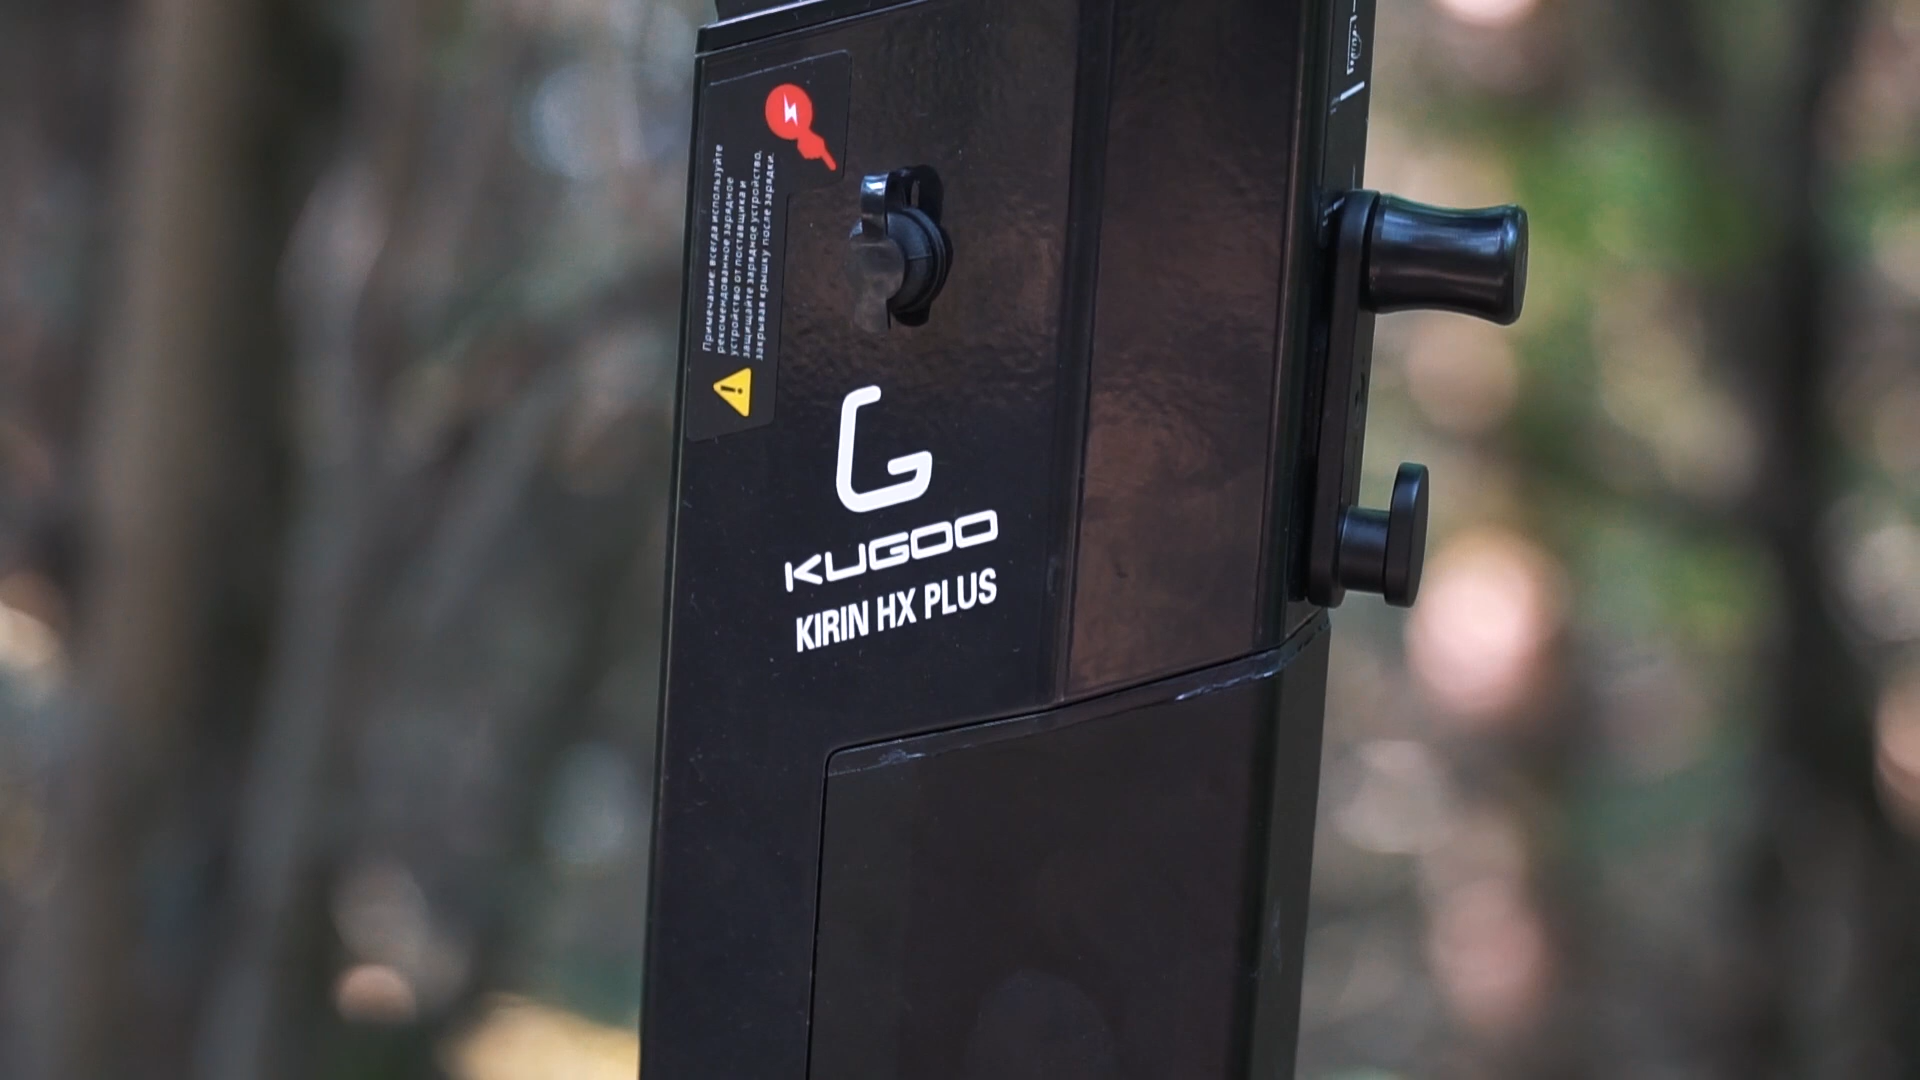 Примечание: всегда используйте
рекомендованное зарядное
устройство от поставщика и
защищайте зарядное устройство,
закрывая крышку после зарядки.
G
KUGOO
KIRIN HX PLUS